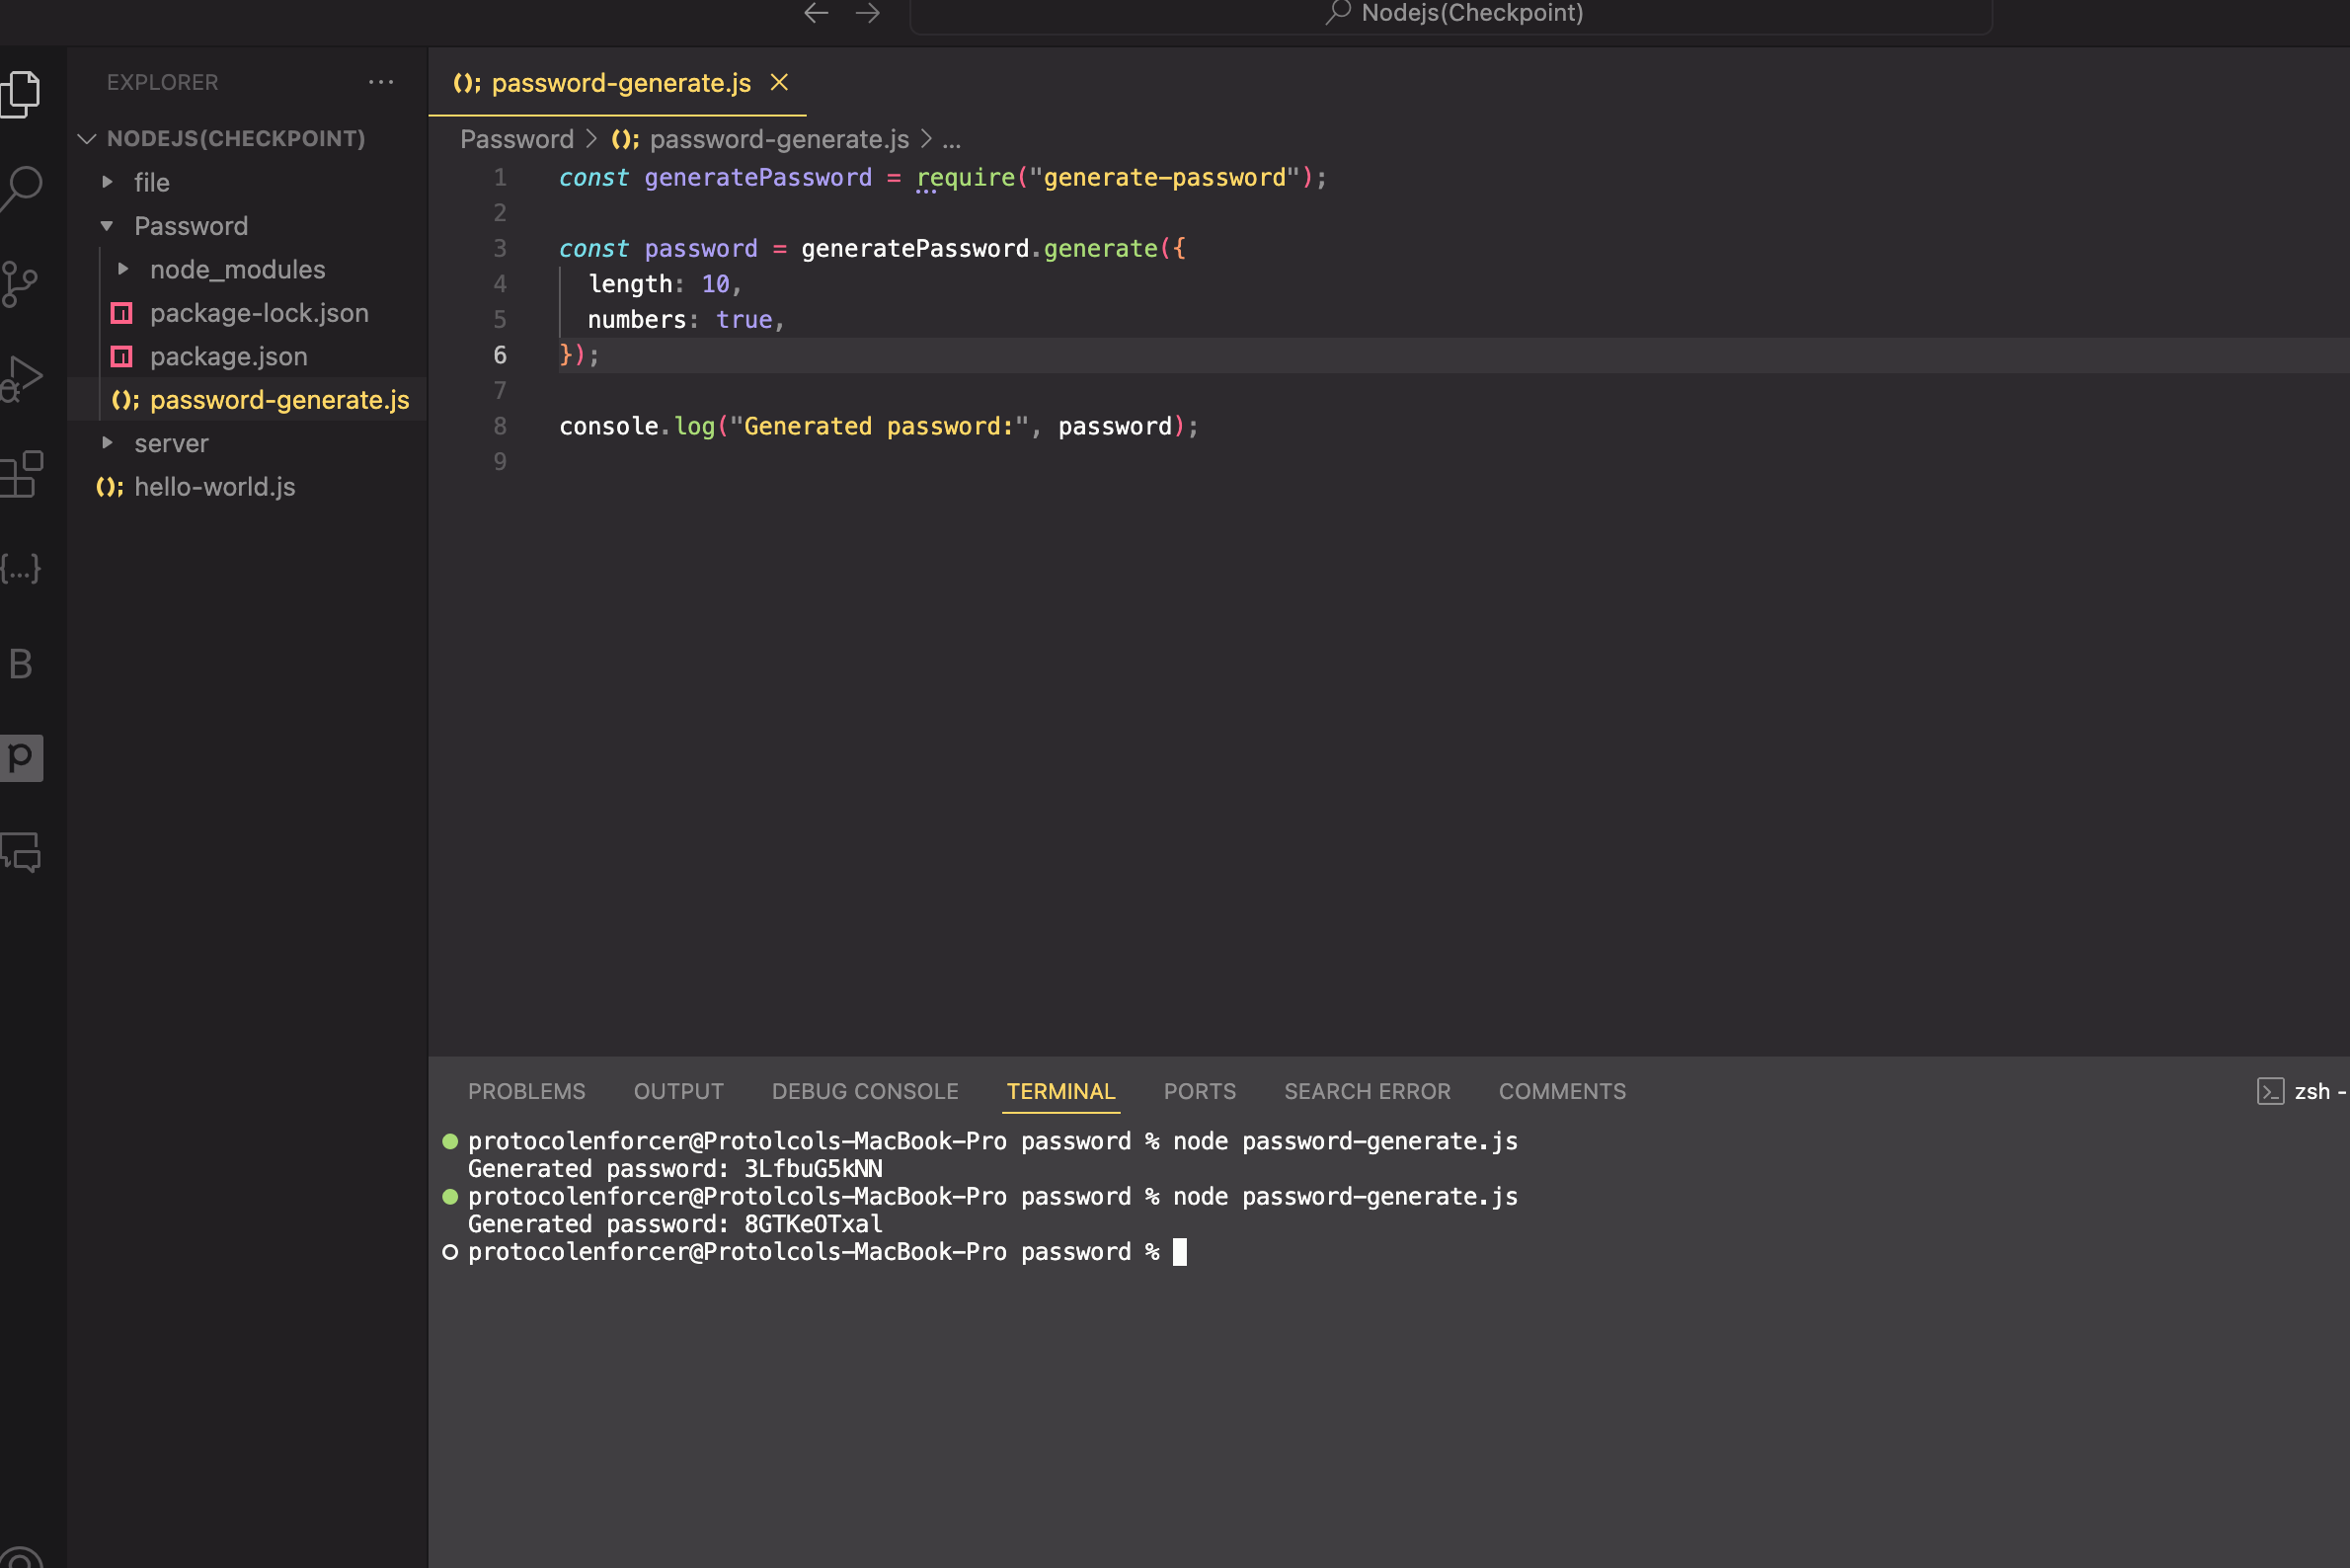 Nodejs(Checkpoint)
EXPLORER
NODEJS(CHECKPOINT)
file
Password
node_modules
package-lock.json
package.json
password-generate.js
server
hello-world.js
{...}
B
p
password-generate.js
Password > password-generate.js > ...
1 const generatePassword = require("generate-password");
2
3 const password = generatePassword.generate({
4 length: 10,
5 numbers: true,
6 });
7
8 console.log("Generated password:", password);
9
PROBLEMS OUTPUT DEBUG CONSOLE TERMINAL PORTS SEARCH ERROR COMMENTS zsh -
protocolenforcer@Protolcols-MacBook-Pro password % node password-generate.js
Generated password: 3LfbuG5kNN
protocolenforcer@Protolcols-MacBook-Pro password % node password-generate.js
Generated password: 8GTKeOTxal
protocolenforcer@Protolcols-MacBook-Pro password %